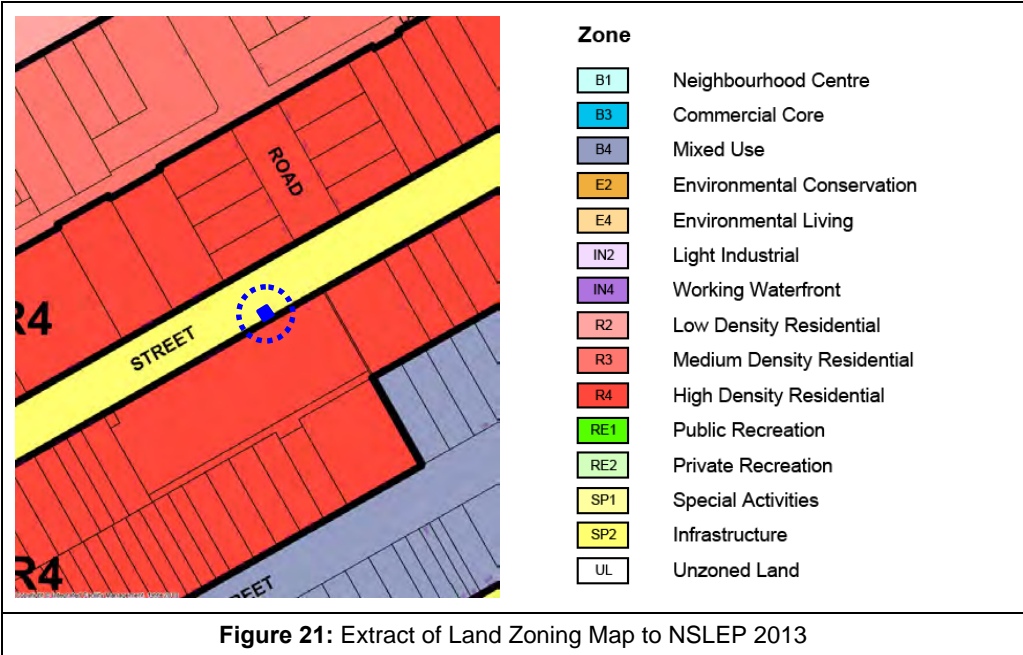 ROAD
R4
STREET
R4
REET
Zone
B1 Neighbourhood Centre
B3 Commercial Core
B4 Mixed Use
E2 Environmental Conservation
E4 Environmental Living
IN2 Light Industrial
IN4 Working Waterfront
R2 Low Density Residential
R3 Medium Density Residential
R4 High Density Residential
RE1 Public Recreation
RE2 Private Recreation
SP1 Special Activities
SP2 Infrastructure
UL Unzoned Land
Figure 21: Extract of Land Zoning Map to NSLEP 2013